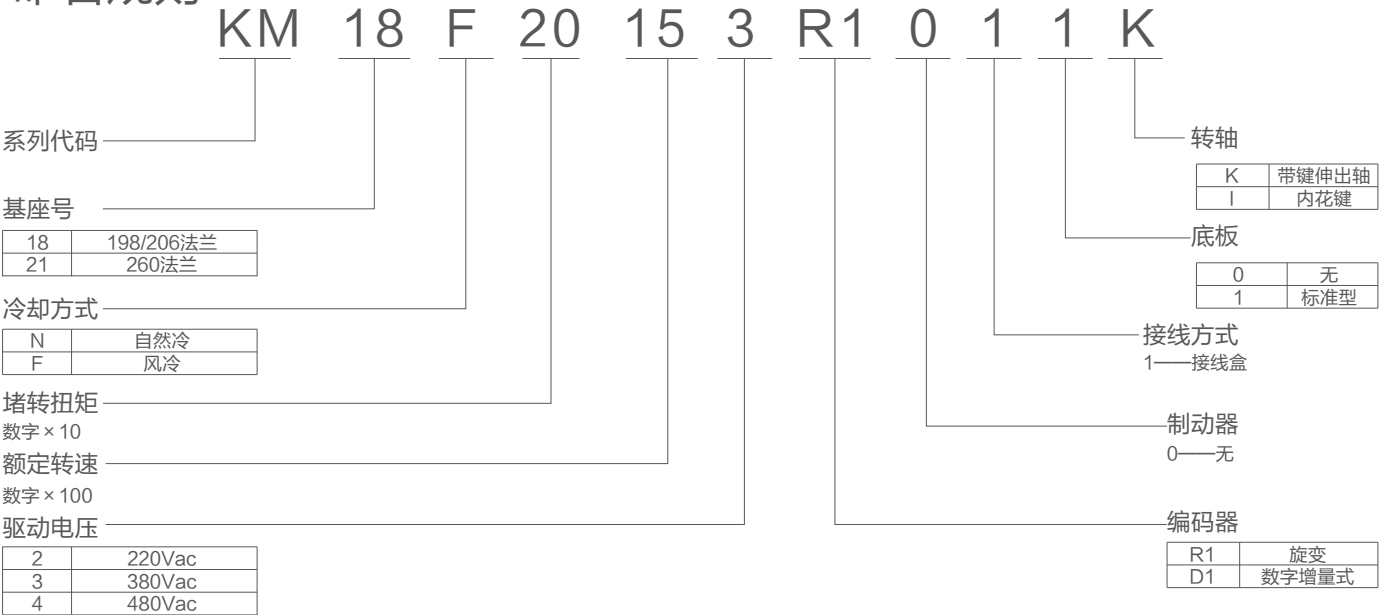 KM 18 F 20 15 3 R1 0 1 1 K
系列代码
基座号
18 198/206法兰
21 260法兰
冷却方式
N 自然冷
F 风冷
堵转扭矩
数字×10
额定转速
数字×100
驱动电压
2 220Vac
3 380Vac
4 480Vac
转轴
K 带键伸出轴
I 内花键
底板
0 无
1 标准型
接线方式
1——接线盒
制动器
0——无
编码器
R1 旋变
D1 数字增量式